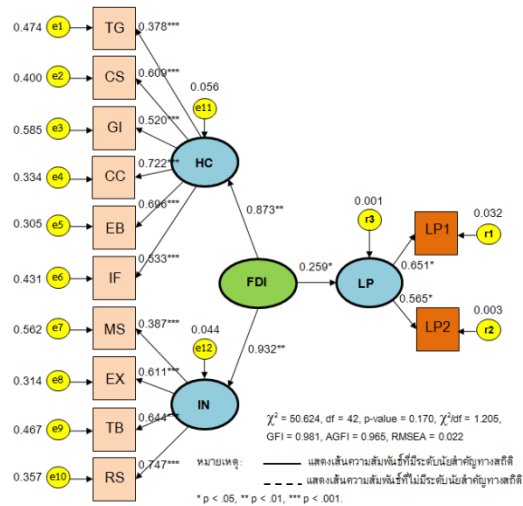 0.474 e1 TG 0.378***
0.400 e2 CS 0.609***
0.585 e3 GI 0.520***
0.334 e4 CC 0.722***
0.305 e5 EB 0.696***
0.431 e6 IF 0.533***
0.562 e7 MS 0.387***
0.314 e8 EX 0.611***
0.467 e9 TB 0.644***
0.357 e10 RS 0.747***
0.056
e11
HC
0.873**
FDI
0.259*
0.932**
0.044
e12
IN
0.001
r3
LP
LP1 0.032
r1
0.651*
0.565*
LP2 0.003
r2
χ² = 50.624, df = 42, p-value = 0.170, χ²/df = 1.205,
GFI = 0.981, AGFI = 0.965, RMSEA = 0.022
หมายเหตุ: แสดงเส้นความสัมพันธ์ที่มีระดับนัยสำคัญทางสถิติ
แสดงเส้นความสัมพันธ์ที่ไม่มีระดับนัยสำคัญทางสถิติ
* p < .05, ** p < .01, *** p < .001.